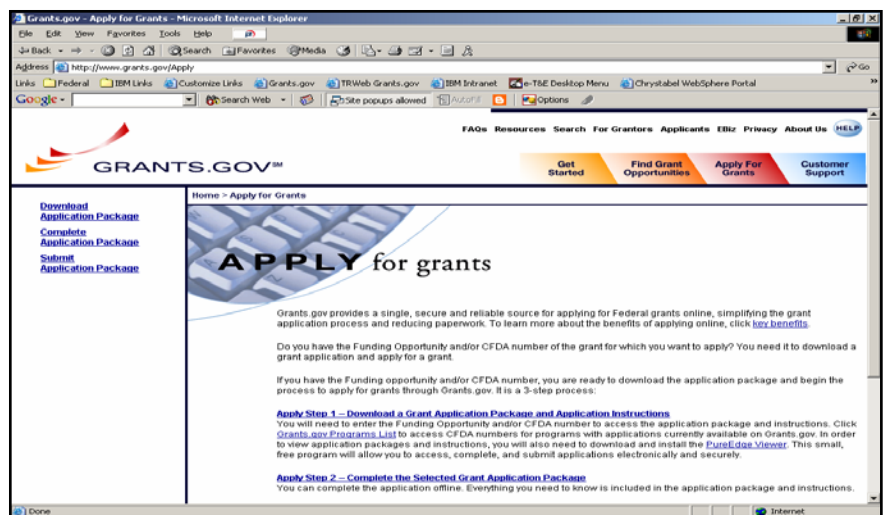 Grants.gov - Apply for Grants - Microsoft Internet Explorer
File Edit View Favorites Tools Help
Back Search Favorites Media
Address http://www.grants.gov/Apply Go
Links Federal IBM Links Customize Links Grants.gov TRWeb Grants.gov IBM Intranet e-T&E Desktop Menu Chrystabel WebSphere Portal »
Google Search Web Site popups allowed AutoFill Options
FAQs Resources Search For Grantors Applicants EBiz Privacy About Us HELP
GRANTS.GOV SM
Get Started
Find Grant Opportunities
Apply For Grants
Customer Support
Home > Apply for Grants
Download
Application Package
Complete
Application Package
Submit
Application Package
APPLY for grants
Grants.gov provides a single, secure and reliable source for applying for Federal grants online, simplifying the grant
application process and reducing paperwork. To learn more about the benefits of applying online, click key benefits.
Do you have the Funding Opportunity and/or CFDA number of the grant for which you want to apply? You need it to download a
grant application and apply for a grant.
If you have the Funding opportunity and/or CFDA number, you are ready to download the application package and begin the
process to apply for grants through Grants.gov. It is a 3-step process:
Apply Step 1 – Download a Grant Application Package and Application Instructions
You will need to enter the Funding Opportunity and/or CFDA number to access the application package and instructions. Click
Grants.gov Programs List to access CFDA numbers for programs with applications currently available on Grants.gov. In order
to view application packages and instructions, you will also need to download and install the PureEdge Viewer. This small,
free program will allow you to access, complete, and submit applications electronically and securely.
Apply Step 2 – Complete the Selected Grant Application Package
You can complete the application offline. Everything you need to know is included in the application package and instructions.
Done Internet